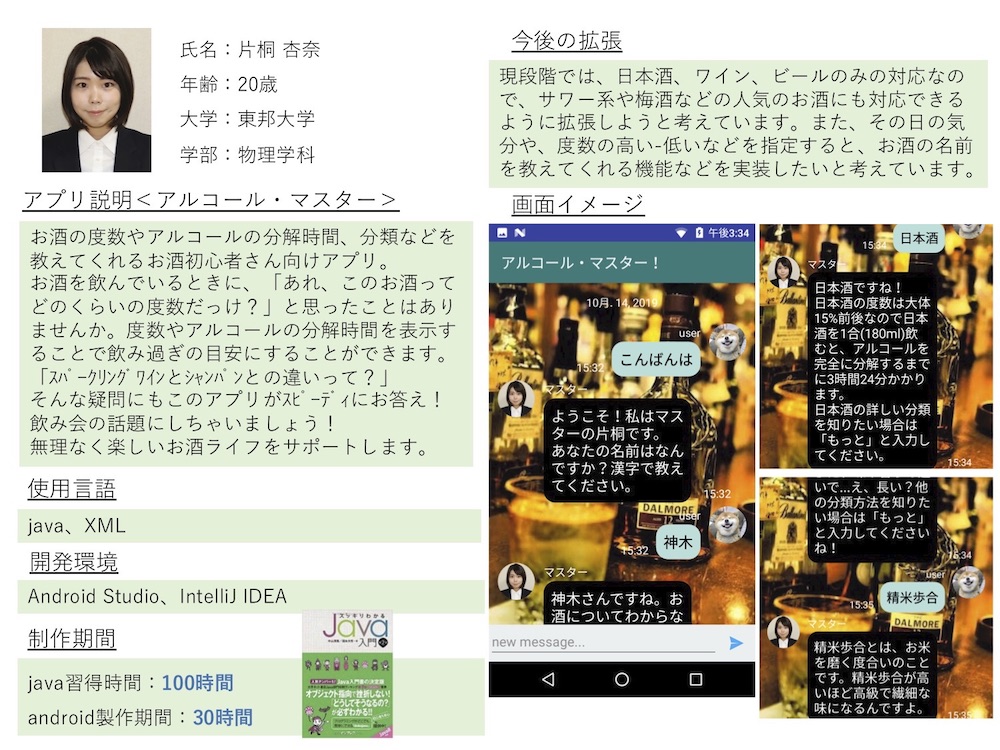 氏名：片桐 杏奈
年齢：20歳
大学：東邦大学
学部：物理学科
アプリ説明＜アルコール・マスター＞
お酒の度数やアルコールの分解時間、分類などを
教えてくれるお酒初心者さん向けアプリ。
お酒を飲んでいるときに、「あれ、このお酒って
どのくらいの度数だっけ？」と思ったことはあり
ませんか。度数やアルコールの分解時間を表示す
ることで飲み過ぎの目安にすることができます。
「ｽﾊﾟｰｸﾘﾝｸﾞﾜｲﾝとｼｬﾝﾊﾟﾝとの違いって？」
そんな疑問にもこのアプリがｽﾋﾟｰﾃﾞｨにお答え！
飲み会の話題にしちゃいましょう！
無理なく楽しいお酒ライフをサポートします。
使用言語
java、XML
開発環境
Android Studio、IntelliJ IDEA
制作期間
java習得時間：100時間
android製作期間：30時間
スッキリわかる
Java
入門
Java入門書の決定版
オブジェクト指向で挫折しない!
どうしてそうなるの?
が必ずわかる!!
今後の拡張
現段階では、日本酒、ワイン、ビールのみの対応なの
で、サワー系や梅酒などの人気のお酒にも対応できる
ように拡張しようと考えています。また、その日の気
分や、度数の高い-低いなどを指定すると、お酒の名前
を教えてくれる機能などを実装したいと考えています。
画面イメージ
午後3:34
アルコール・マスター！
10月. 14, 2019
user
こんばんは
15:32
マスター
ようこそ！私はマス
ターの片桐です。
あなたの名前はなん
ですか？漢字で教え
てください。
15:32
DALMORE
user
神木
15:32
マスター
神木さんですね。お
酒についてわからな
new message...
日本酒
15:34
マスター
日本酒ですね！
日本酒の度数は大体
15%前後なので日本
酒を1合(180ml)飲
むと、アルコールを
完全に分解するまで
に3時間24分かかり
ます。
日本酒の詳しい分類
を知りたい場合は
「もっと」と入力し
てください。
15:34
いで...え、長い？他
の分類方法を知りた
い場合は「もっと」
と入力してください
ね！
15:34
user
精米歩合
15:35
DALMORE
マスター
精米歩合とは、お米
を磨く度合いのこと
です。精米歩合が高
いほど高級で繊細な
味になるんですよ。
15:35